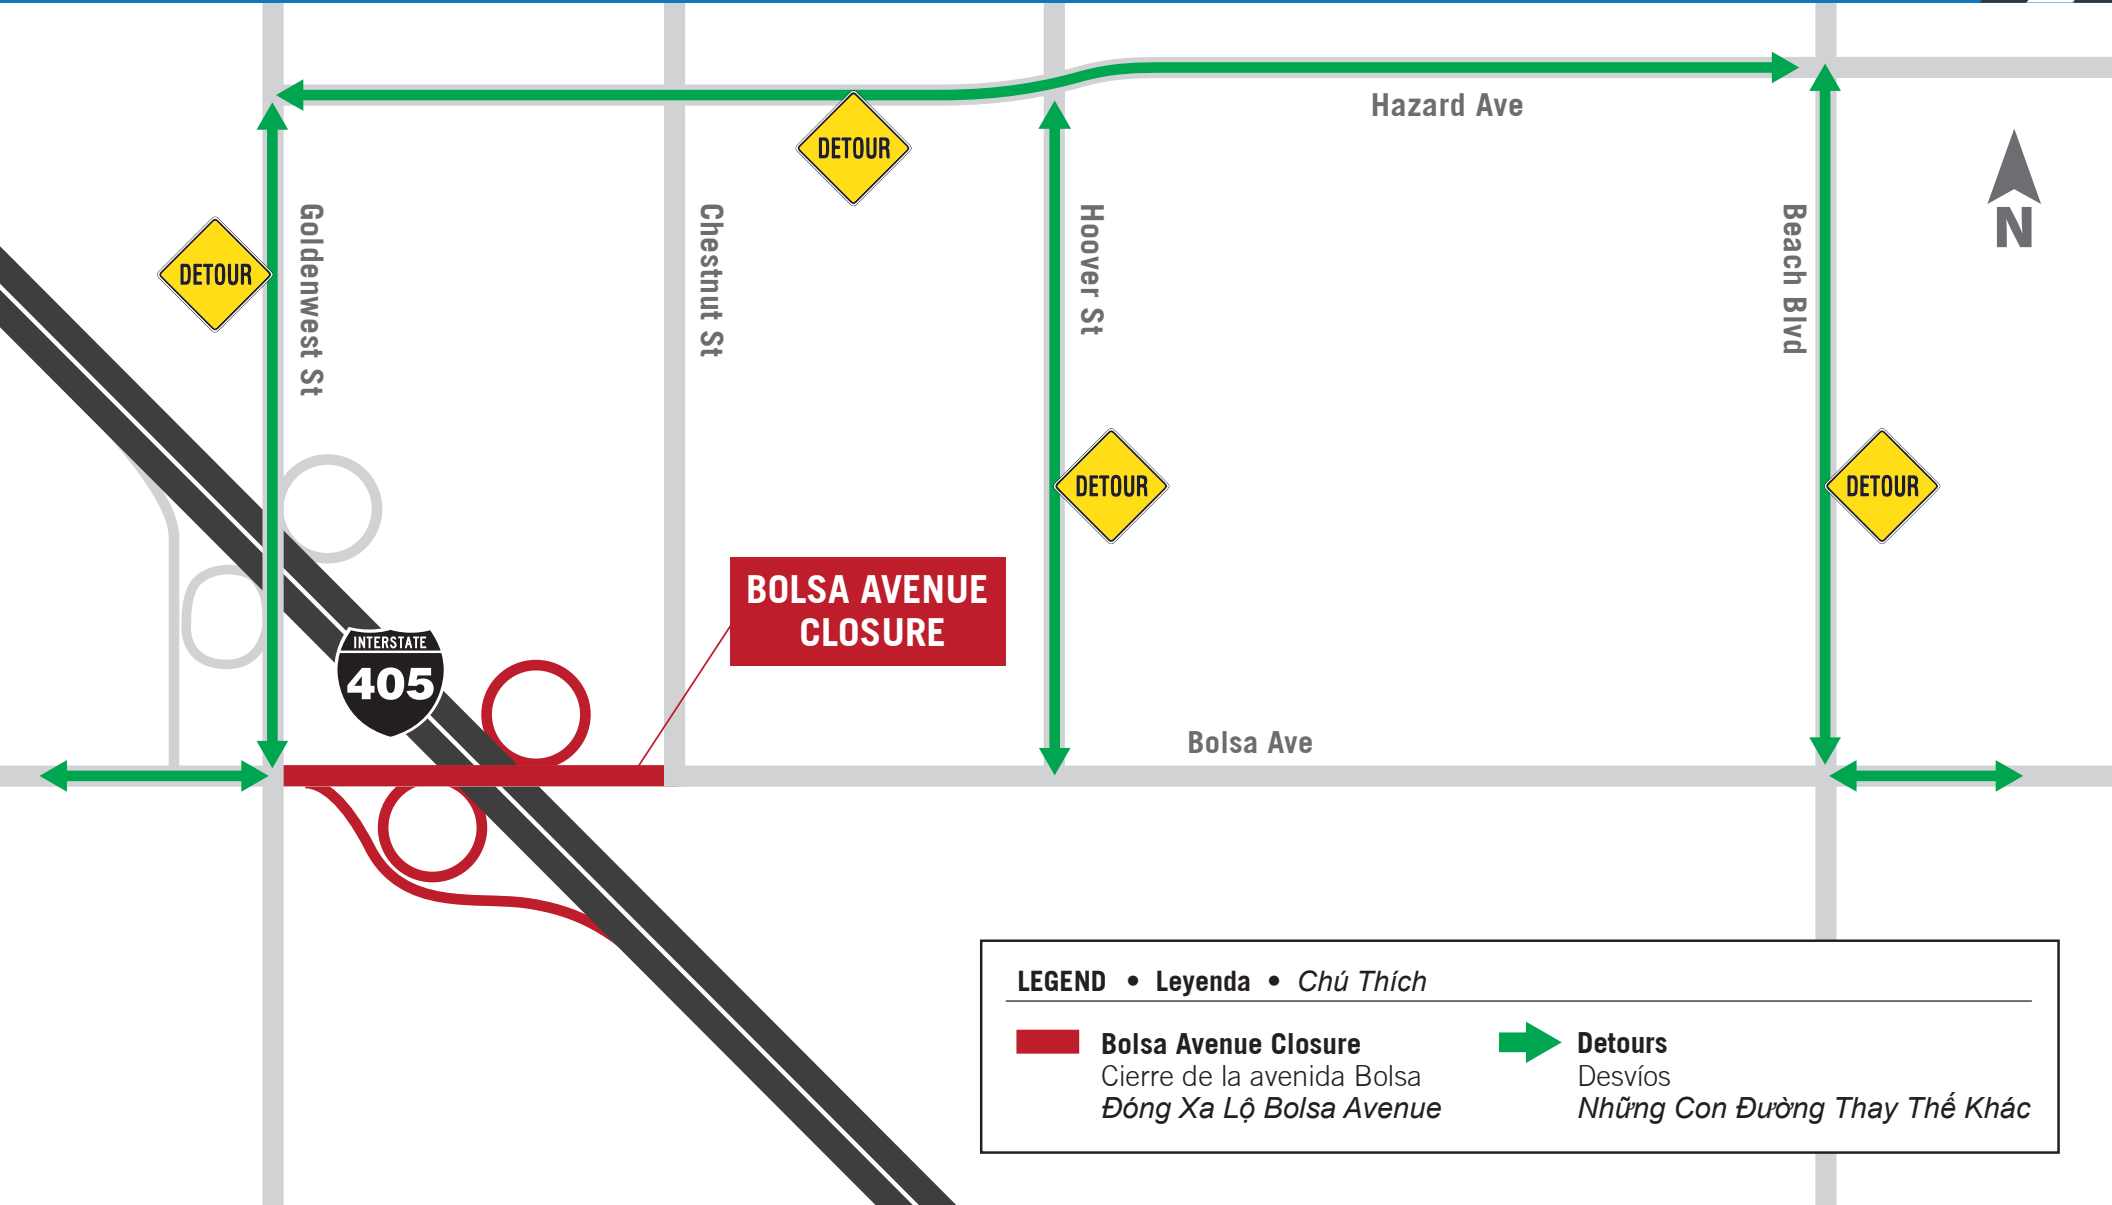 Hazard Ave
DETOUR
N
Goldenwest St
Chestnut St
Hoover St
Beach Blvd
DETOUR
DETOUR
DETOUR
BOLSA AVENUE
CLOSURE
INTERSTATE
405
Bolsa Ave
LEGEND • Leyenda • Chú Thích
Bolsa Avenue Closure
Cierre de la avenida Bolsa
Đóng Xa Lộ Bolsa Avenue
Detours
Desvíos
Những Con Đường Thay Thế Khác